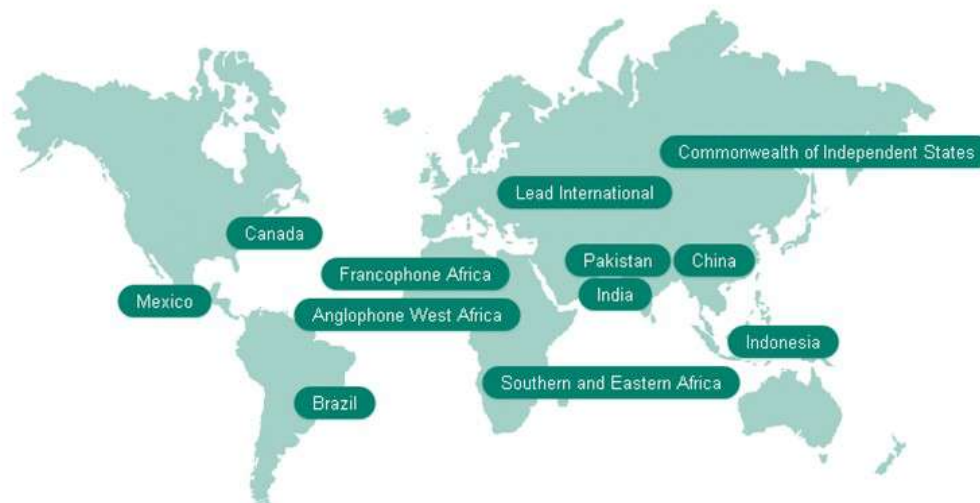 Commonwealth of Independent States
Lead International
Canada
Pakistan
China
Francophone Africa
India
Mexico
Anglophone West Africa
Indonesia
Southern and Eastern Africa
Brazil